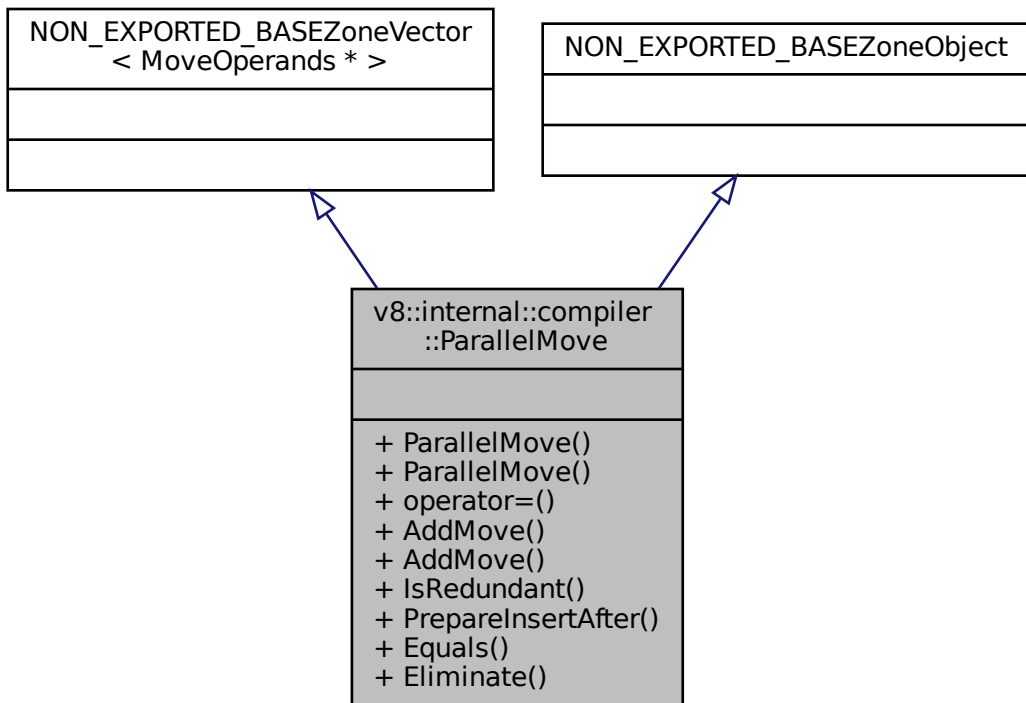 NON_EXPORTED_BASEZoneVector
< MoveOperands * >
NON_EXPORTED_BASEZoneObject
v8::internal::compiler
::ParallelMove
+ ParallelMove()
+ ParallelMove()
+ operator=()
+ AddMove()
+ AddMove()
+ IsRedundant()
+ PrepareInsertAfter()
+ Equals()
+ Eliminate()